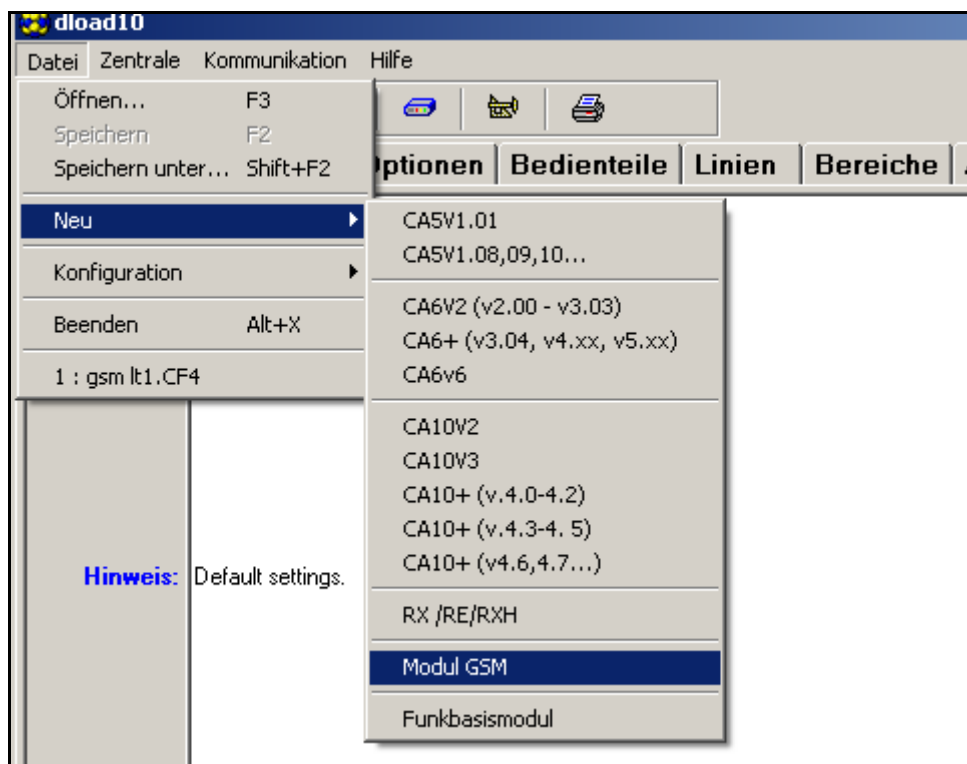 dload10
Datei Zentrale Kommunikation Hilfe
Öffnen... F3
Speichern F2
Speichern unter... Shift+F2
Neu
Konfiguration
Beenden Alt+X
1 : gsm lt1.CF4
Bedienteile Linien Bereiche
CA5V1.01
CA5V1.08,09,10...
CA6V2 (v2.00 - v3.03)
CA6+ (v3.04, v4.xx, v5.xx)
CA6v6
CA10V2
CA10V3
CA10+ (v.4.0-4.2)
CA10+ (v.4.3-4. 5)
CA10+ (v4.6,4.7...)
RX /RE/RXH
Modul GSM
Funkbasismodul
Hinweis: Default settings.